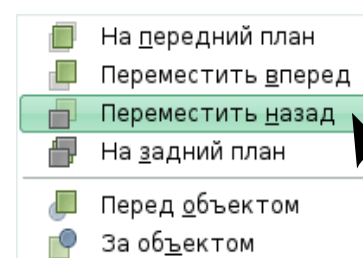 На передний план
Переместить вперед
Переместить назад
На задний план
Перед объектом
За объектом